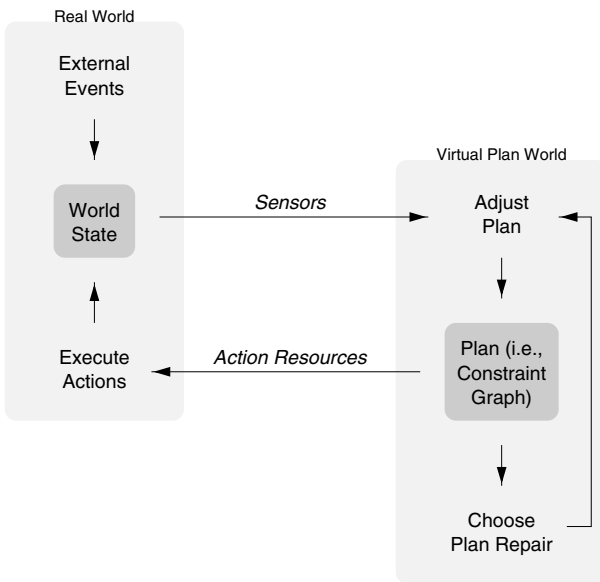 Real World
External
Events
World
State
Execute
Actions
Sensors
Action Resources
Virtual Plan World
Adjust
Plan
Plan (i.e.,
Constraint
Graph)
Choose
Plan Repair